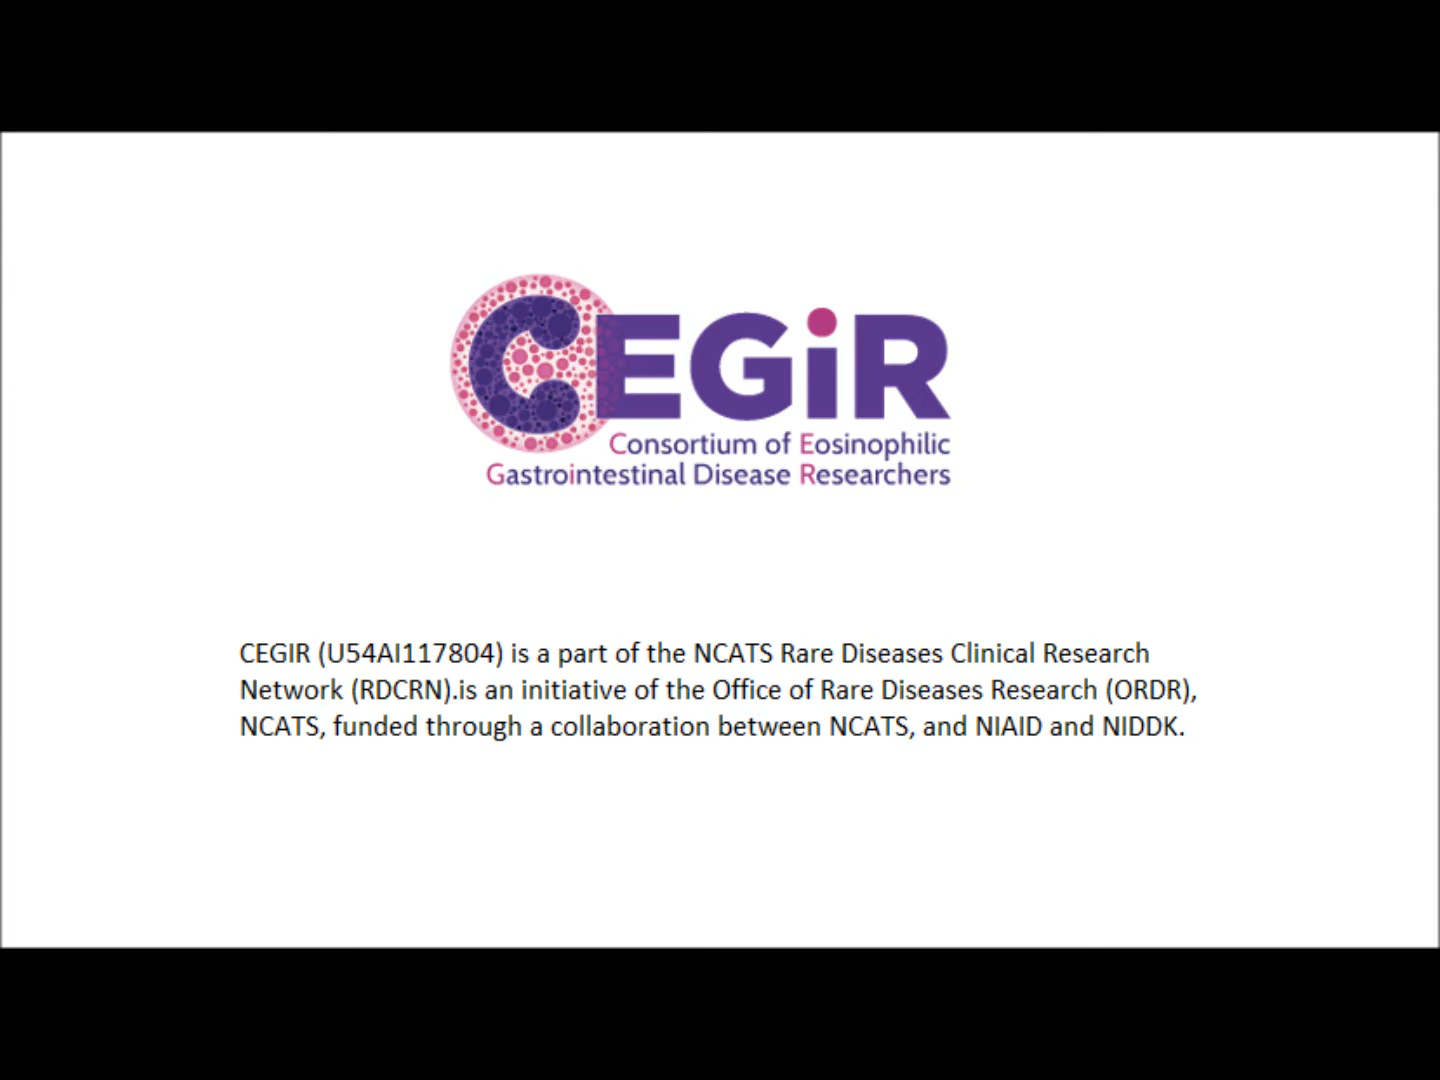 CEGiR
Consortium of Eosinophilic
Gastrointestinal Disease Researchers
CEGIR (U54AI117804) is a part of the NCATS Rare Diseases Clinical Research
Network (RDCRN).is an initiative of the Office of Rare Diseases Research (ORDR),
NCATS, funded through a collaboration between NCATS, and NIAID and NIDDK.